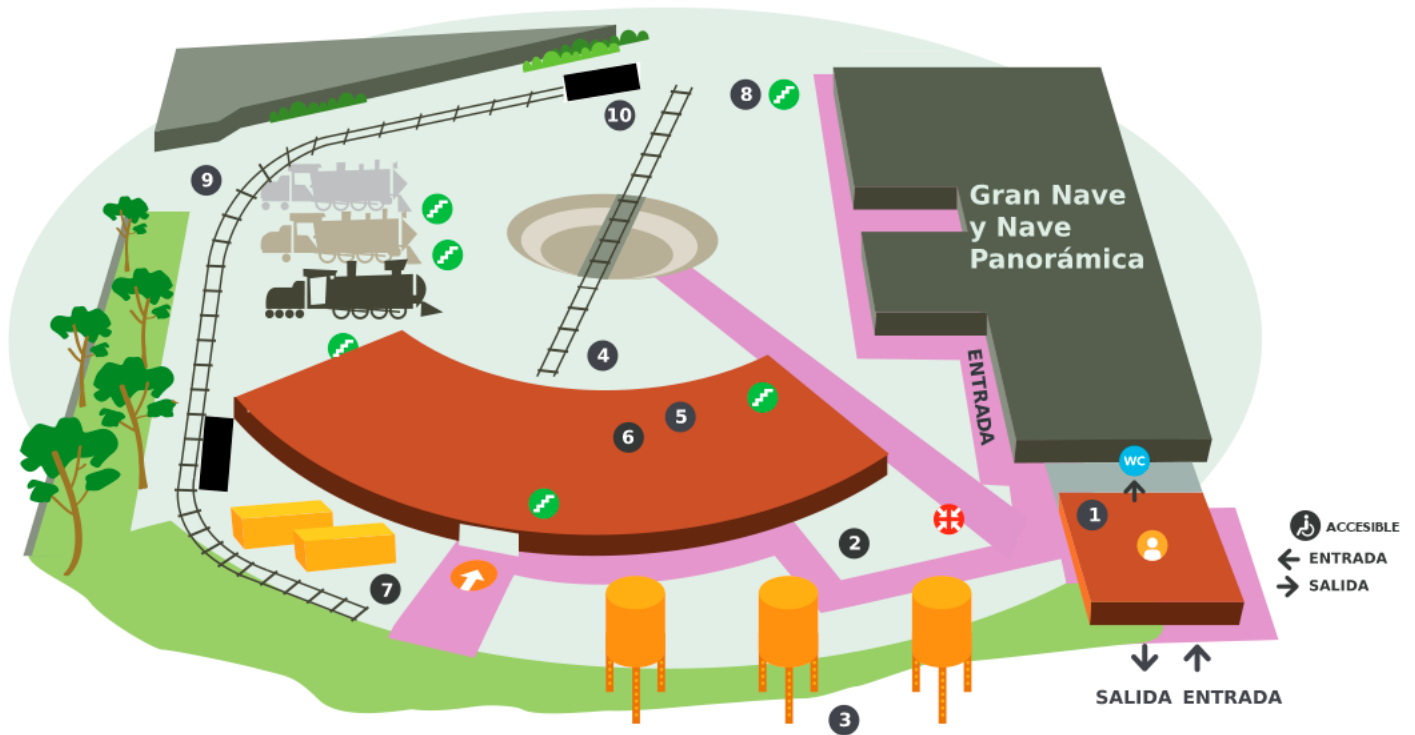 8
10
9
Gran Nave
y Nave
Panorámica
4
ENTRADA
5
6
WC
1
2
ACCESIBLE
ENTRADA
SALIDA
7
3
SALIDA ENTRADA